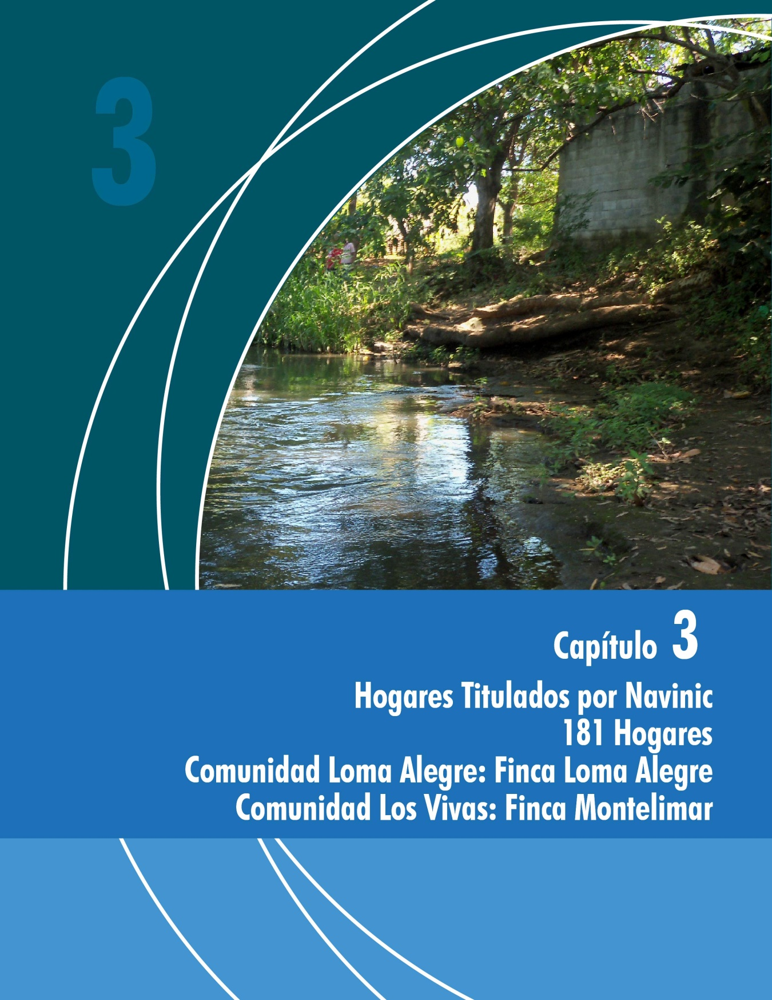 3
Capítulo 3
Hogares Titulados por Navinic
181 Hogares
Comunidad Loma Alegre: Finca Loma Alegre
Comunidad Los Vivas: Finca Montelimar